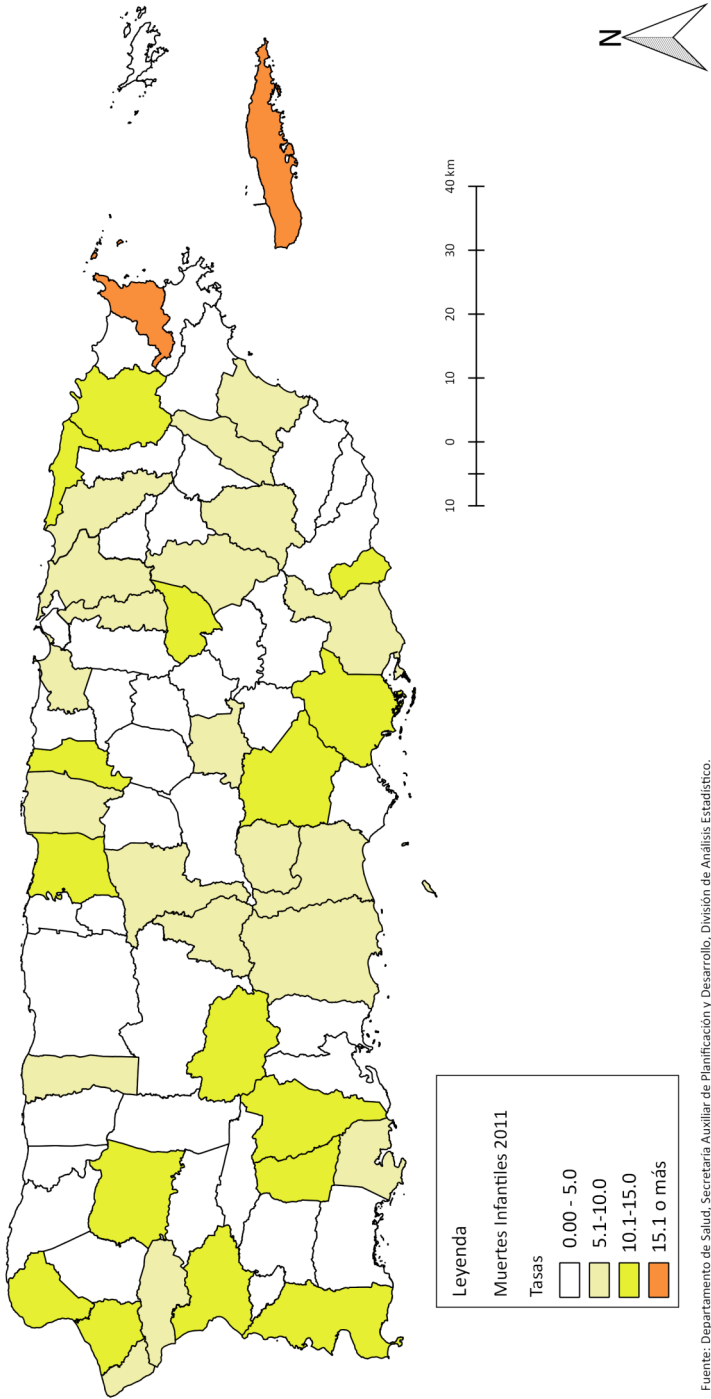 N
10 0 10 20 30 40 km
Leyenda
Muertes Infantiles 2011
Tasas
0.00 - 5.0
5.1-10.0
10.1-15.0
15.1 o más
Fuente: Departamento de Salud, Secretaría Auxiliar de Planificación y Desarrollo, División de Análisis Estadístico.